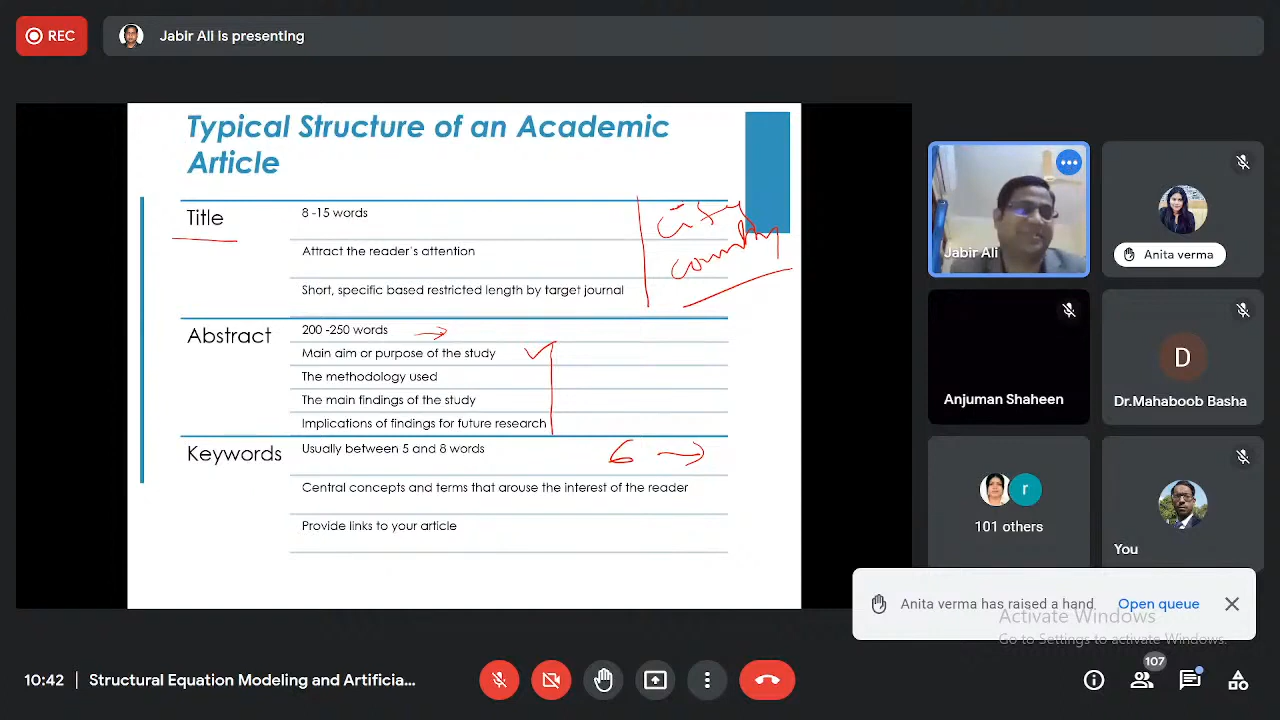 REC
Jabir Ali is presenting
Typical Structure of an Academic
Article
Title
8 -15 words
Attract the reader's attention
Short, specific based restricted length by target journal
city
country
Abstract
200 -250 words
Main aim or purpose of the study
The methodology used
The main findings of the study
Implications of findings for future research
Keywords
Usually between 5 and 8 words
6
Central concepts and terms that arouse the interest of the reader
Provide links to your article
Jabir Ali
Anita verma
Anjuman Shaheen
D
Dr.Mahaboob Basha
r
101 others
You
Anita verma has raised a hand
Open queue
Activate Windows
Go to Settings to activate Windows.
10:42
Structural Equation Modeling and Artificia...
107